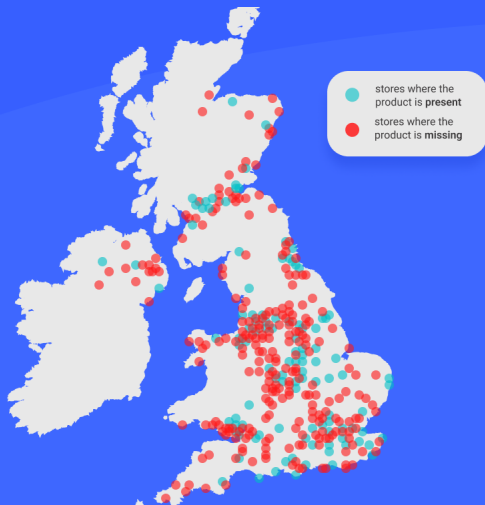 stores where the
product is present
stores where the
product is missing